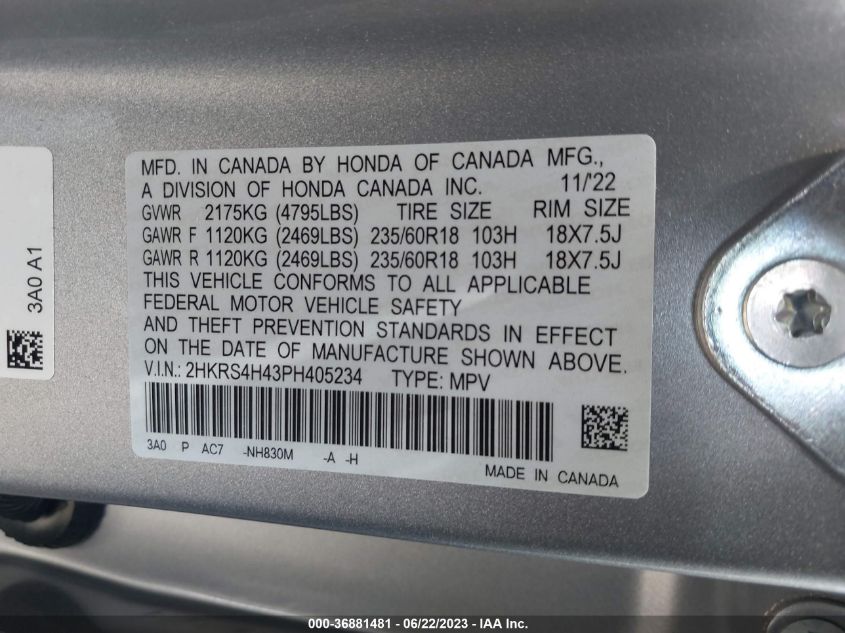 MFD. IN CANADA BY HONDA OF CANADA MFG.,
A DIVISION OF HONDA CANADA INC. 11/'22
GVWR 2175KG (4795LBS) TIRE SIZE RIM SIZE
GAWR F 1120KG (2469LBS) 235/60R18 103H 18X7.5J
GAWR R 1120KG (2469LBS) 235/60R18 103H 18X7.5J
THIS VEHICLE CONFORMS TO ALL APPLICABLE
FEDERAL MOTOR VEHICLE SAFETY
AND THEFT PREVENTION STANDARDS IN EFFECT
ON THE DATE OF MANUFACTURE SHOWN ABOVE.
V.I.N.: 2HKRS4H43PH405234 TYPE: MPV
3A0 P AC7 -NH830M -A -H
MADE IN CANADA
3A0 A1
000-36881481 - 06/22/2023 - IAA Inc.